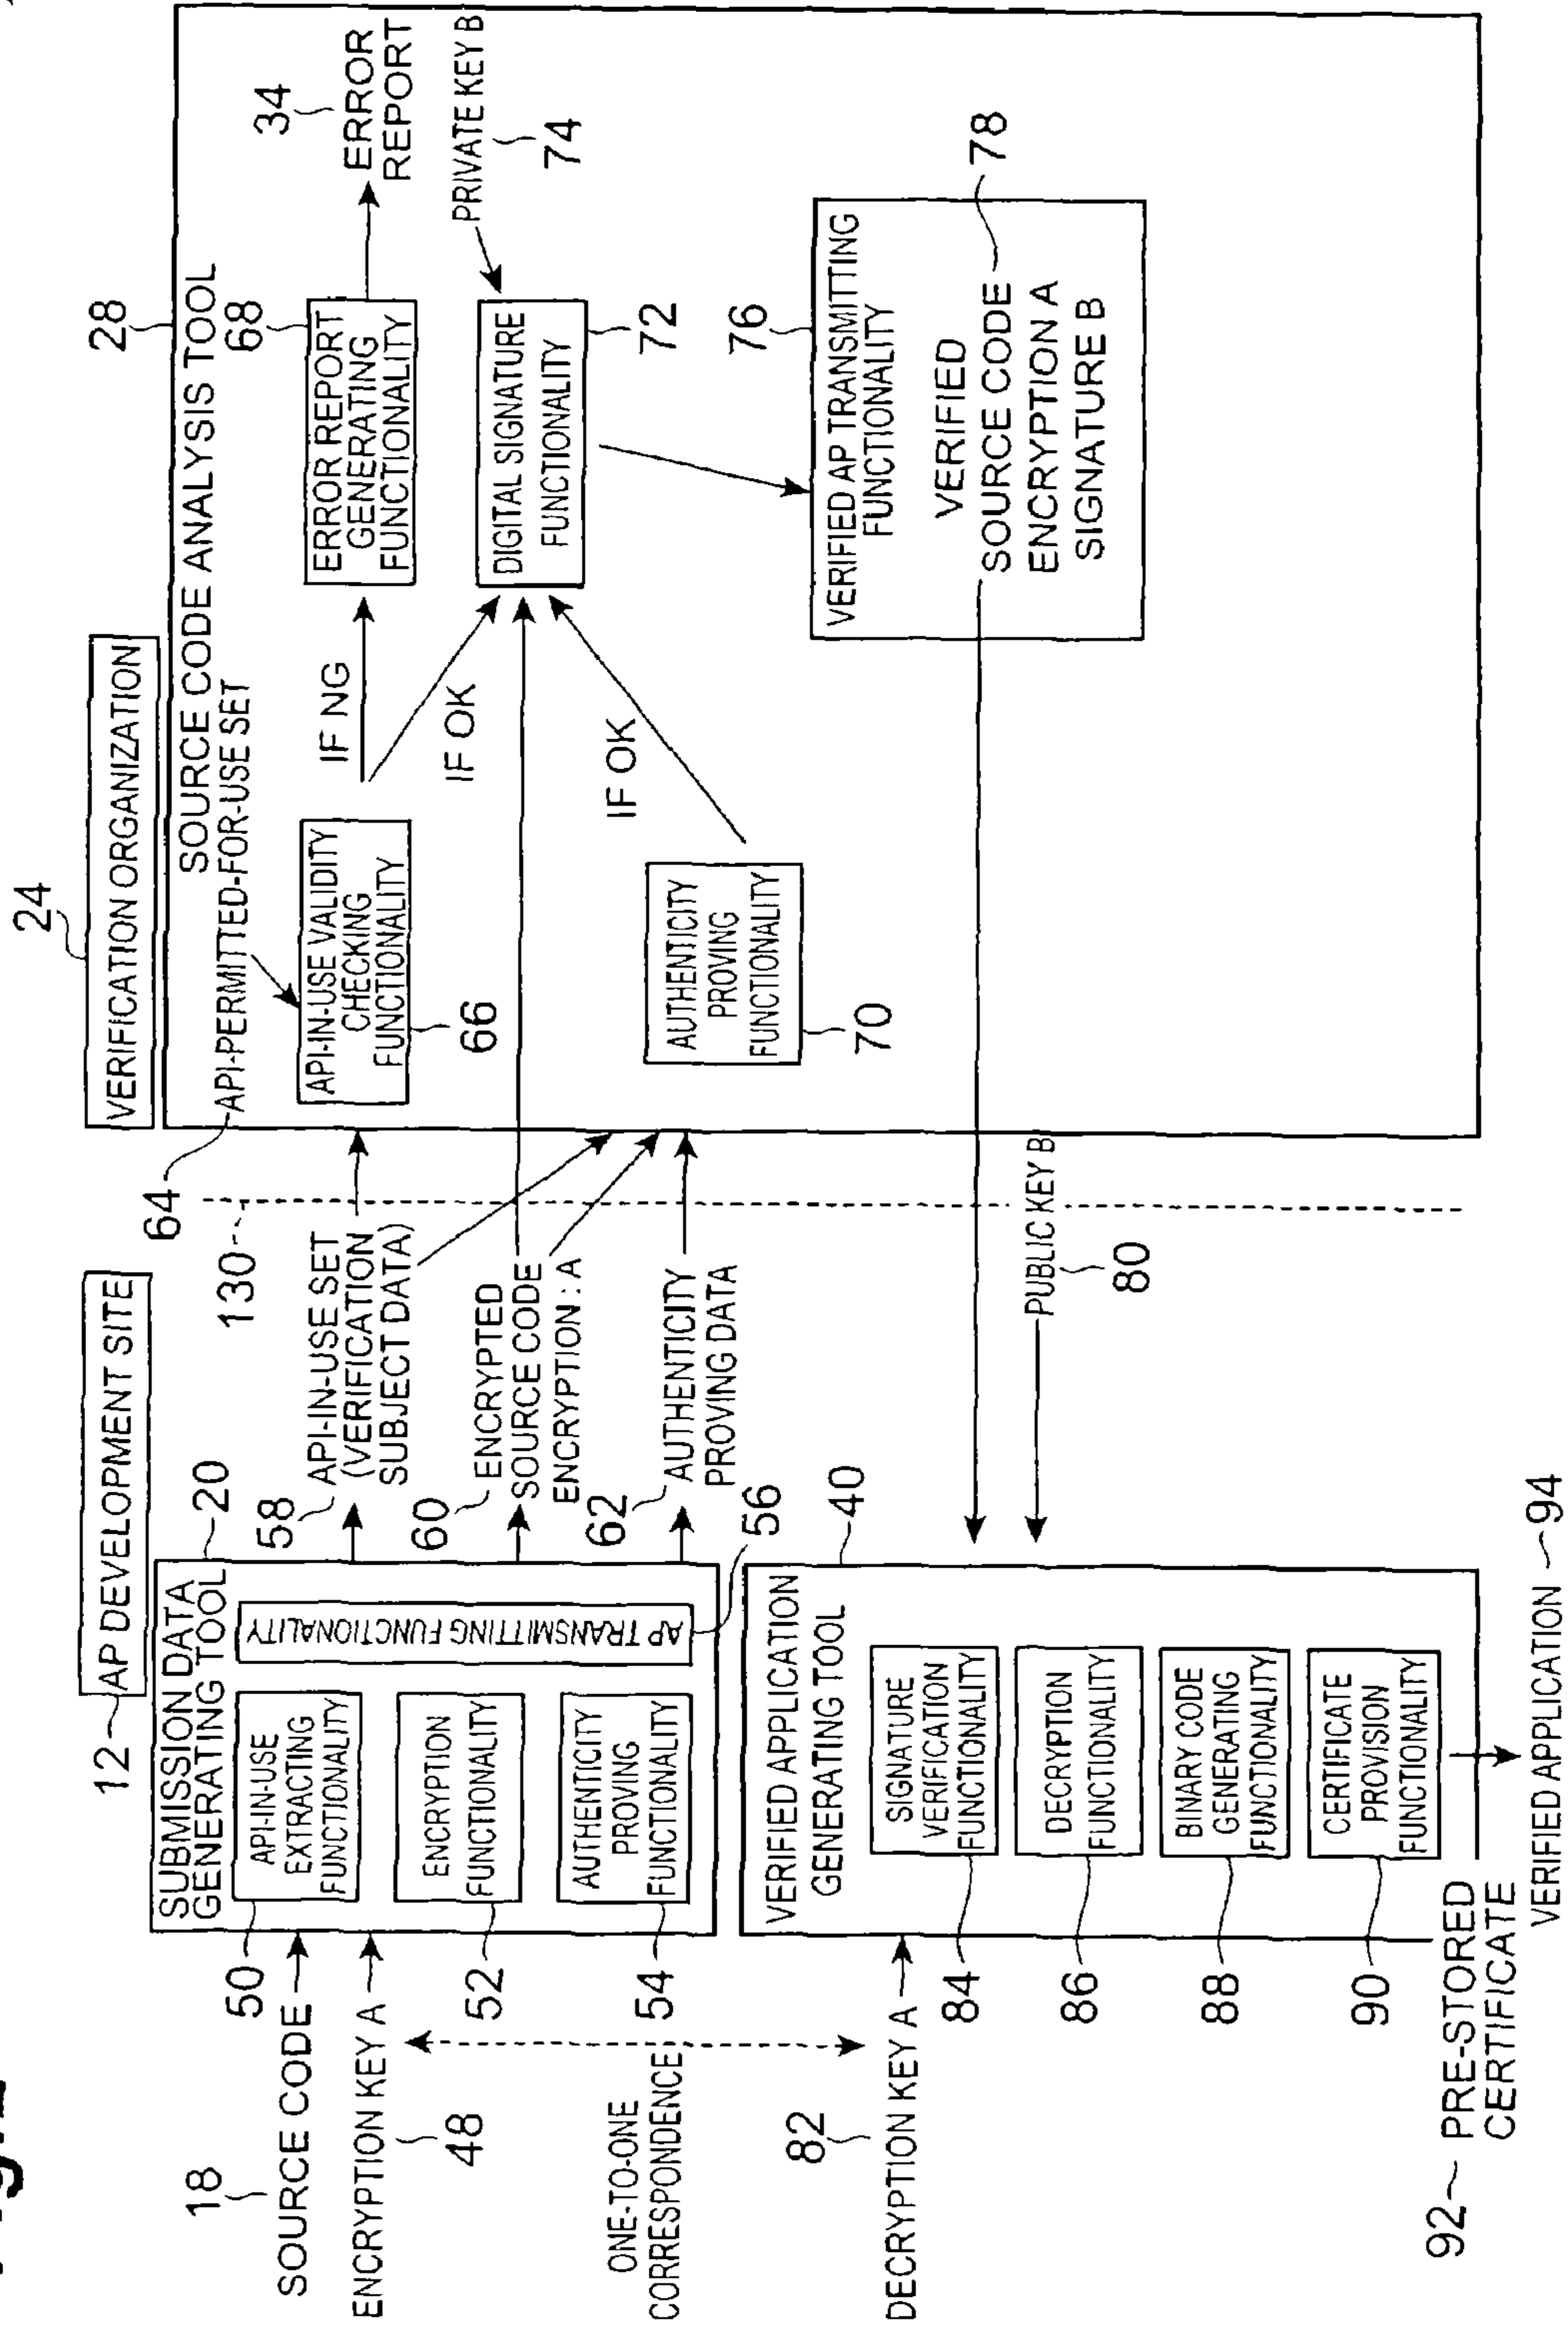 12
AP DEVELOPMENT SITE
24
VERIFICATION ORGANIZATION
SUBMISSION DATA
GENERATING TOOL
20
18
SOURCE CODE
ENCRYPTION KEY A
48
50
API-IN-USE
EXTRACTING
FUNCTIONALITY
ENCRYPTION
FUNCTIONALITY
52
AUTHENTICITY
PROVING
FUNCTIONALITY
54
AP TRANSMITTING FUNCTIONALITY
56
58
API-IN-USE SET
(VERIFICATION
SUBJECT DATA)
60
ENCRYPTED
SOURCE CODE
ENCRYPTION : A
62
AUTHENTICITY
PROVING DATA
130
64
API-PERMITTED-FOR-USE SET
28
SOURCE CODE ANALYSIS TOOL
API-IN-USE VALIDITY
CHECKING
FUNCTIONALITY
66
IF NG
IF OK
IF OK
68
ERROR REPORT
GENERATING
FUNCTIONALITY
34
ERROR
REPORT
PRIVATE KEY B
74
DIGITAL SIGNATURE
FUNCTIONALITY
72
AUTHENTICITY
PROVING
FUNCTIONALITY
70
76
VERIFIED AP TRANSMITTING
FUNCTIONALITY
VERIFIED
SOURCE CODE
ENCRYPTION A
SIGNATURE B
78
ONE-TO-ONE
CORRESPONDENCE
82
DECRYPTION KEY A
VERIFIED APPLICATION
GENERATING TOOL
40
PUBLIC KEY B
80
SIGNATURE
VERIFICATION
FUNCTIONALITY
84
DECRYPTION
FUNCTIONALITY
86
BINARY CODE
GENERATING
FUNCTIONALITY
88
CERTIFICATE
PROVISION
FUNCTIONALITY
90
92
PRE-STORED
CERTIFICATE
VERIFIED APPLICATION
94